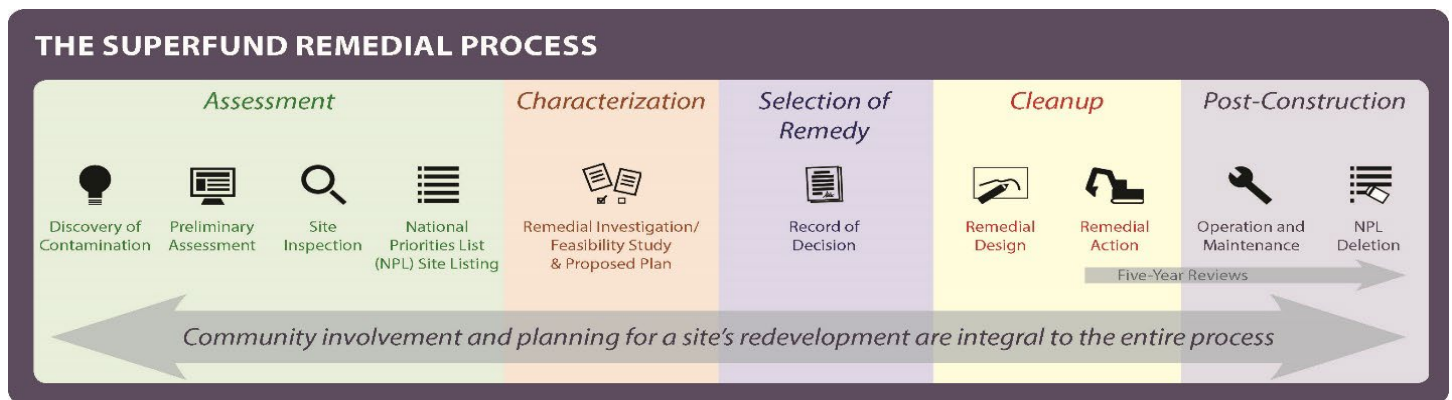 THE SUPERFUND REMEDIAL PROCESS
Assessment
Discovery of
Contamination
Preliminary
Assessment
Site
Inspection
National
Priorities List
(NPL) Site Listing
Characterization
Remedial Investigation/
Feasibility Study
& Proposed Plan
Selection of
Remedy
Record of
Decision
Cleanup
Remedial
Design
Remedial
Action
Post-Construction
Operation and
Maintenance
NPL
Deletion
Five-Year Reviews
Community involvement and planning for a site's redevelopment are integral to the entire process